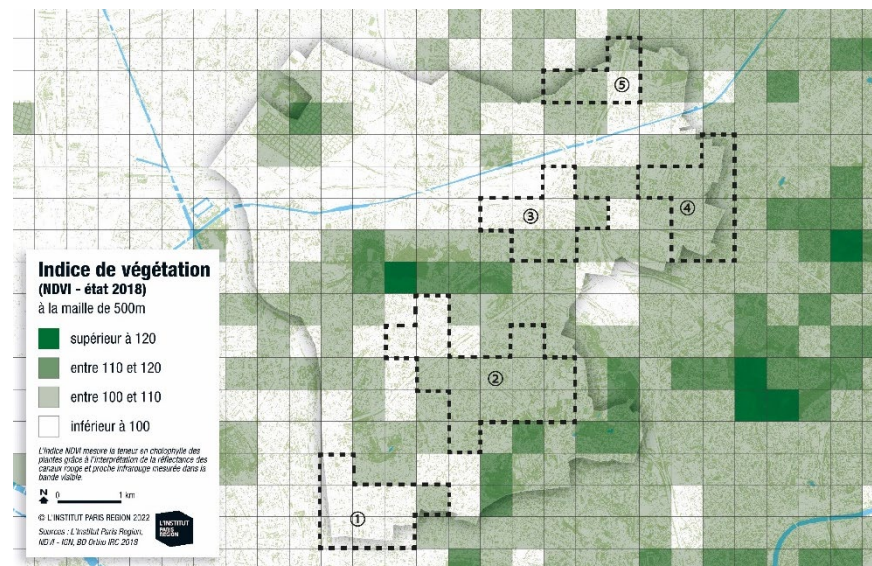 ⑤
④
③
②
①
Indice de végétation
(NDVI - état 2018)
à la maille de 500m
supérieur à 120
entre 110 et 120
entre 100 et 110
inférieur à 100
L'indice NDVI mesure la teneur en chlolophylle des
plantes grâce à l'interprétation de la réflectance des
canaux rouge et proche infrarouge mesurée dans la
bande visible.
N 0 1 km
© L'INSTITUT PARIS REGION 2022
Sources : L'Institut Paris Region,
NDVI - IGN, BD Ortho IRC 2018
L'INSTITUT
PARIS
REGION